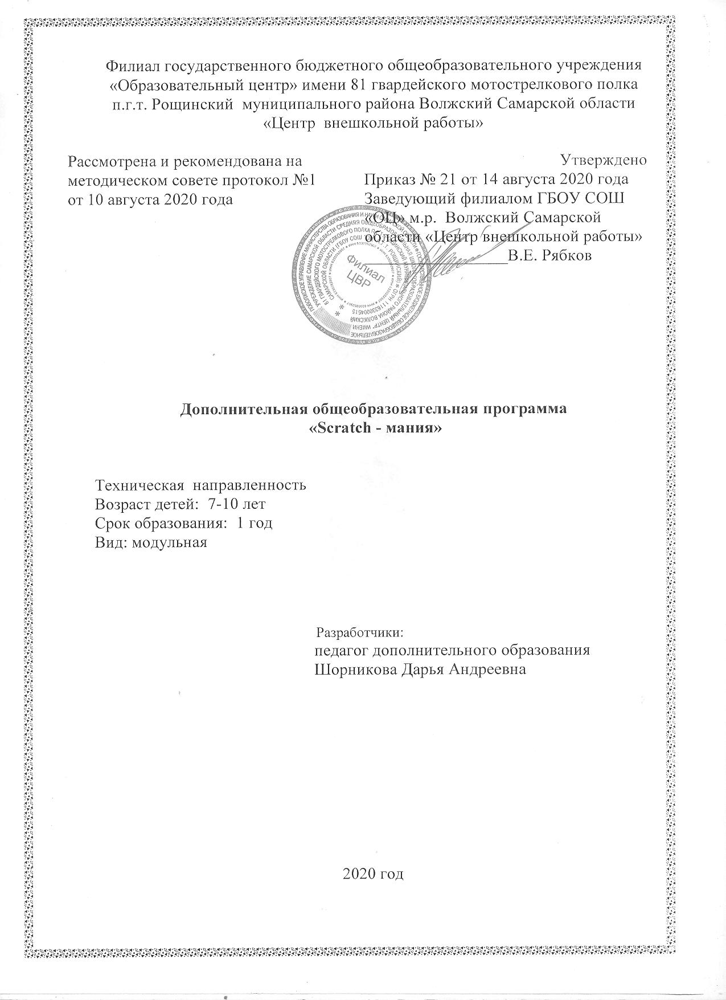 Филиал государственного бюджетного общеобразовательного учреждения
«Образовательный центр» имени 81 гвардейского мотострелкового полка
п.г.т. Рощинский муниципального района Волжский Самарской области
«Центр внешкольной работы»
Рассмотрена и рекомендована на
методическом совете протокол №1
от 10 августа 2020 года
Утверждено
Приказ № 21 от 14 августа 2020 года
Заведующий филиалом ГБОУ СОШ
«ОЦ» м.р. Волжский Самарской
области «Центр внешкольной работы»
__________________В.Е. Рябков
Филиал
ЦВР
Дополнительная общеобразовательная программа
«Scratch - мания»
Техническая направленность
Возраст детей: 7-10 лет
Срок образования: 1 год
Вид: модульная
Разработчики:
педагог дополнительного образования
Шорникова Дарья Андреевна
2020 год